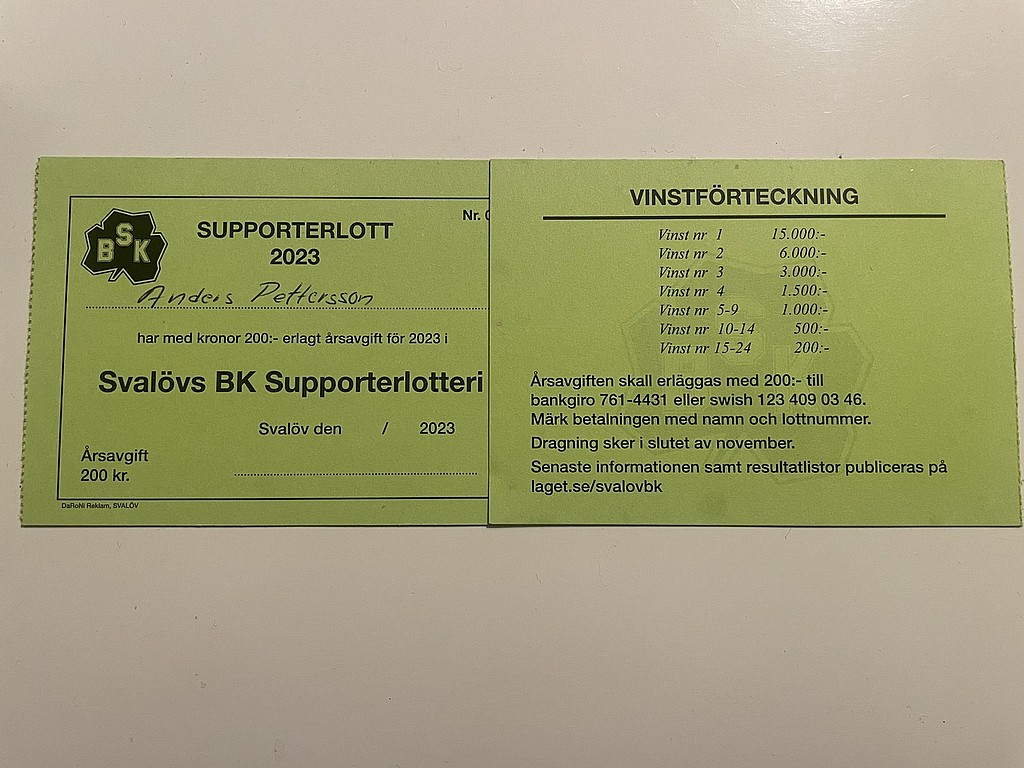 BSK
Nr. 0
SUPPORTERLOTT
2023
Anders Pettersson
har med kronor 200:- erlagt årsavgift för 2023 i
Svalövs BK Supporterlotteri
Svalöv den / 2023
Årsavgift
200 kr.
DaRoNi Reklam, SVALÖV
VINSTFÖRTECKNING
Vinst nr 1 15.000:-
Vinst nr 2 6.000:-
Vinst nr 3 3.000:-
Vinst nr 4 1.500:-
Vinst nr 5-9 1.000:-
Vinst nr 10-14 500:-
Vinst nr 15-24 200:-
Årsavgiften skall erläggas med 200:- till
bankgiro 761-4431 eller swish 123 409 03 46.
Märk betalningen med namn och lottnummer.
Dragning sker i slutet av november.
Senaste informationen samt resultatlistor publiceras på
laget.se/svalovbk